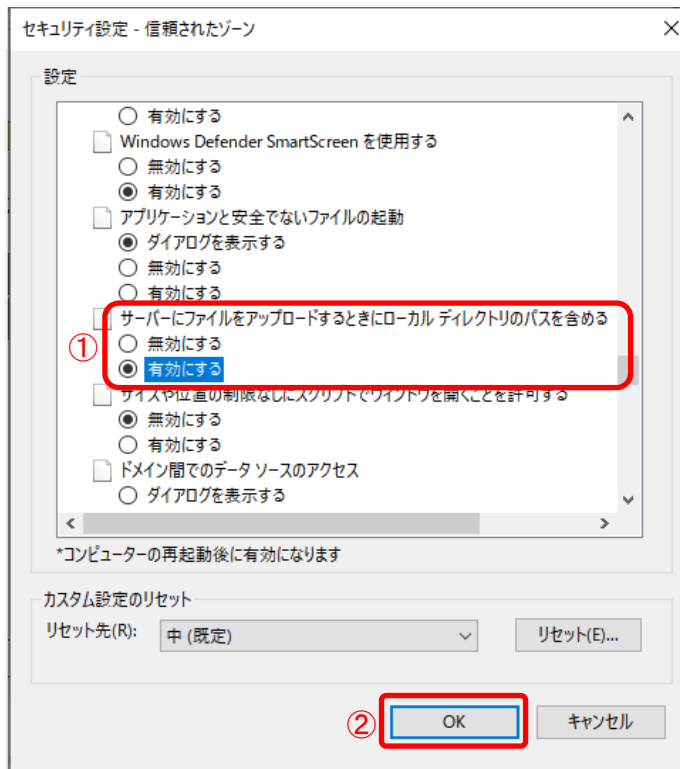 セキュリティ設定 - 信頼されたゾーン
設定
有効にする
Windows Defender SmartScreen を使用する
無効にする
有効にする
アプリケーションと安全でないファイルの起動
ダイアログを表示する
無効にする
有効にする
サーバーにファイルをアップロードするときにローカル ディレクトリのパスを含める
①
無効にする
有効にする
サイズや位置の制限なしにスクリプトでウィンドウを開くことを許可する
無効にする
有効にする
ドメイン間でのデータ ソースのアクセス
ダイアログを表示する
*コンピューターの再起動後に有効になります
カスタム設定のリセット
リセット先(R): 中 (既定) リセット(E)...
② OK キャンセル